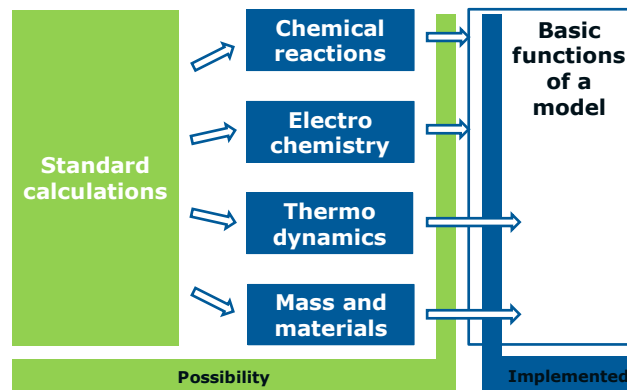 Standard
calculations
Chemical
reactions
Electro
chemistry
Thermo
dynamics
Mass and
materials
Basic
functions
of a
model
Possibility
Implemented